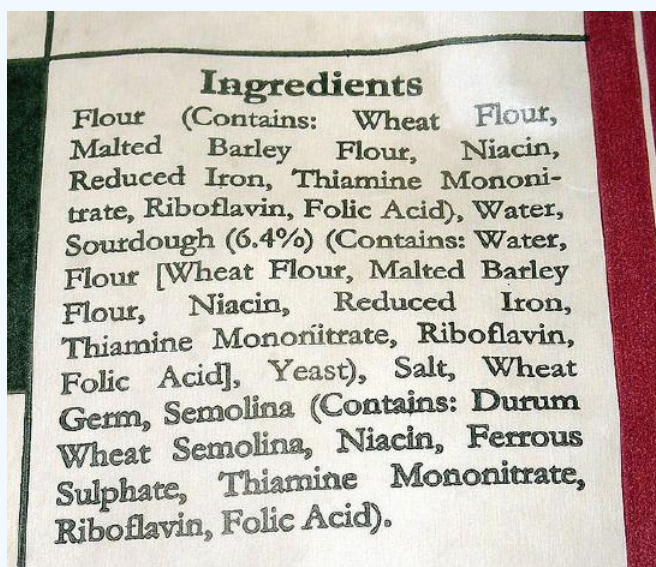 Ingredients
Flour (Contains: Wheat Flour,
Malted Barley Flour, Niacin,
Reduced Iron, Thiamine Mononi-
trate, Riboflavin, Folic Acid), Water,
Sourdough (6.4%) (Contains: Water,
Flour [Wheat Flour, Malted Barley
Flour, Niacin, Reduced Iron,
Thiamine Mononitrate, Riboflavin,
Folic Acid], Yeast), Salt, Wheat
Germ, Semolina (Contains: Durum
Wheat Semolina, Niacin, Ferrous
Sulphate, Thiamine Mononitrate,
Riboflavin, Folic Acid).